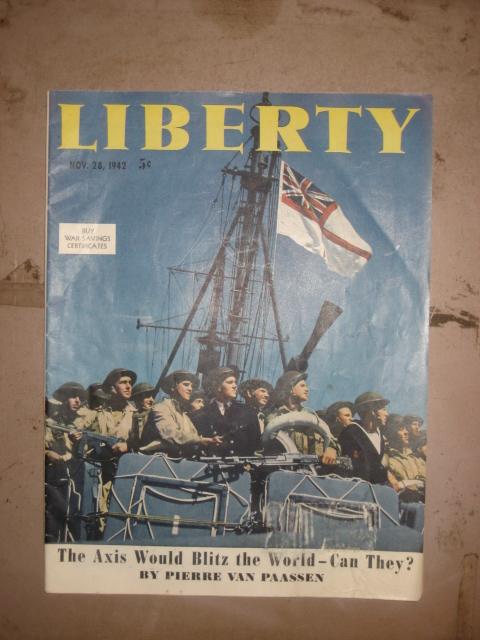 LIBERTY
NOV. 28, 1942 5¢
BUY
WAR SAVINGS
CERTIFICATES
The Axis Would Blitz the World—Can They?
BY PIERRE VAN PAASSEN